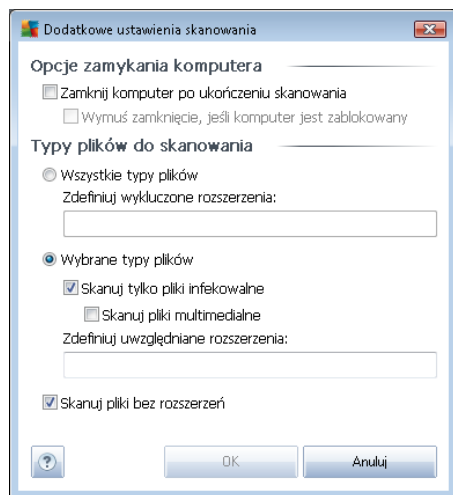 Dodatkowe ustawienia skanowania
Opcje zamykania komputera
Zamknij komputer po ukończeniu skanowania
Wymuś zamknięcie, jeśli komputer jest zablokowany
Typy plików do skanowania
Wszystkie typy plików
Zdefiniuj wykluczone rozszerzenia:
Wybrane typy plików
Skanuj tylko pliki infekowalne
Skanuj pliki multimedialne
Zdefiniuj uwzględniane rozszerzenia:
Skanuj pliki bez rozszerzeń
? OK Anuluj